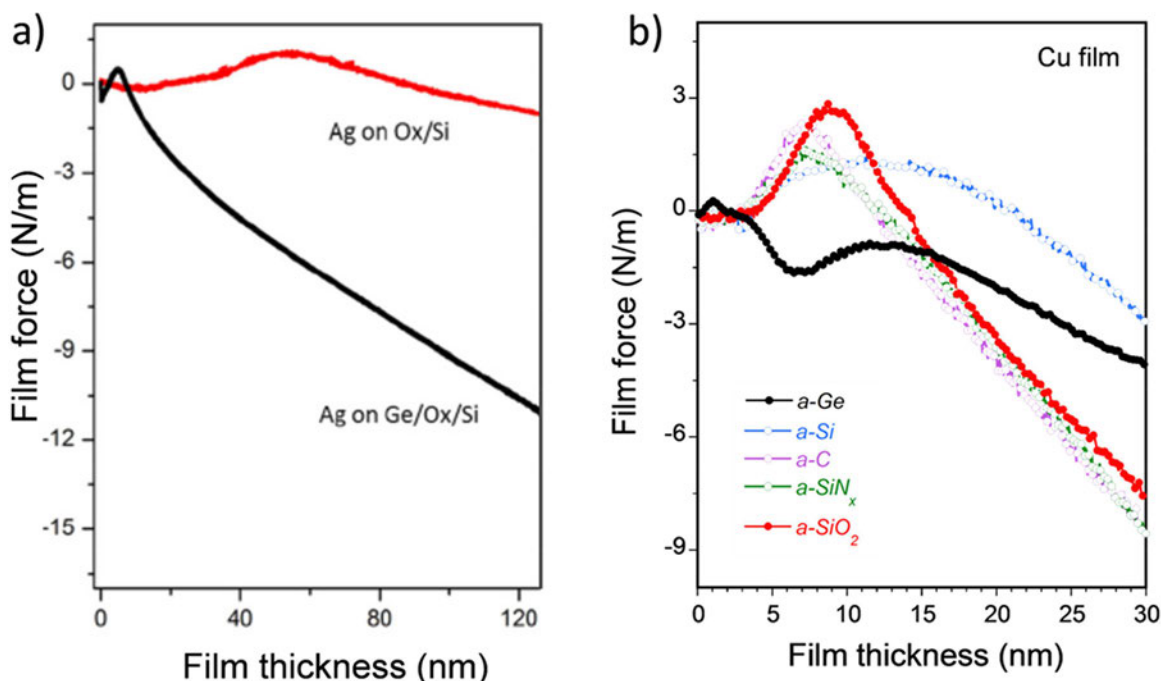 a)
Film force (N/m)
0
-3
-6
-9
-12
-15
Ag on Ox/Si
Ag on Ge/Ox/Si
0
40
80
120
Film thickness (nm)
b)
Film force (N/m)
3
0
-3
-6
-9
Cu film
a-Ge
a-Si
a-C
a-SiNₓ
a-SiO₂
0
5
10
15
20
25
30
Film thickness (nm)